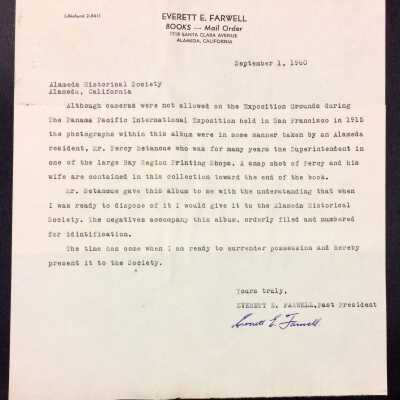 EVERETT E. FARWELL
BOOKS — Mail Order
SANTA CLARA AVENUE
ALAMEDA, CALIFORNIA
September 1, 1960
Alameda Historical Society
Alameda, California
Although cameras were not allowed on the Exposition Grounds during
The Panama Pacific International Exposition held in San Francisco in 1915
the photographs within this album were in some manner taken by an Alameda
resident, Mr. Percy who was for many years the Superintendent in
one of the large Bay Region Printing Shops. A snap shot of Percy and his
wife are contained in this collection toward the end of the book.
Mr. gave this album to me with the understanding that when
I was ready to dispose of it I would give it to the Alameda Historical
Society. The negatives accompany this album, orderly filed and numbered
for idintification.
The time has come when I am ready to surrender possession and hereby
present it to the Society.
Yours truly,
EVERETT E. FARWELL, Past President
Everett E. Farwell